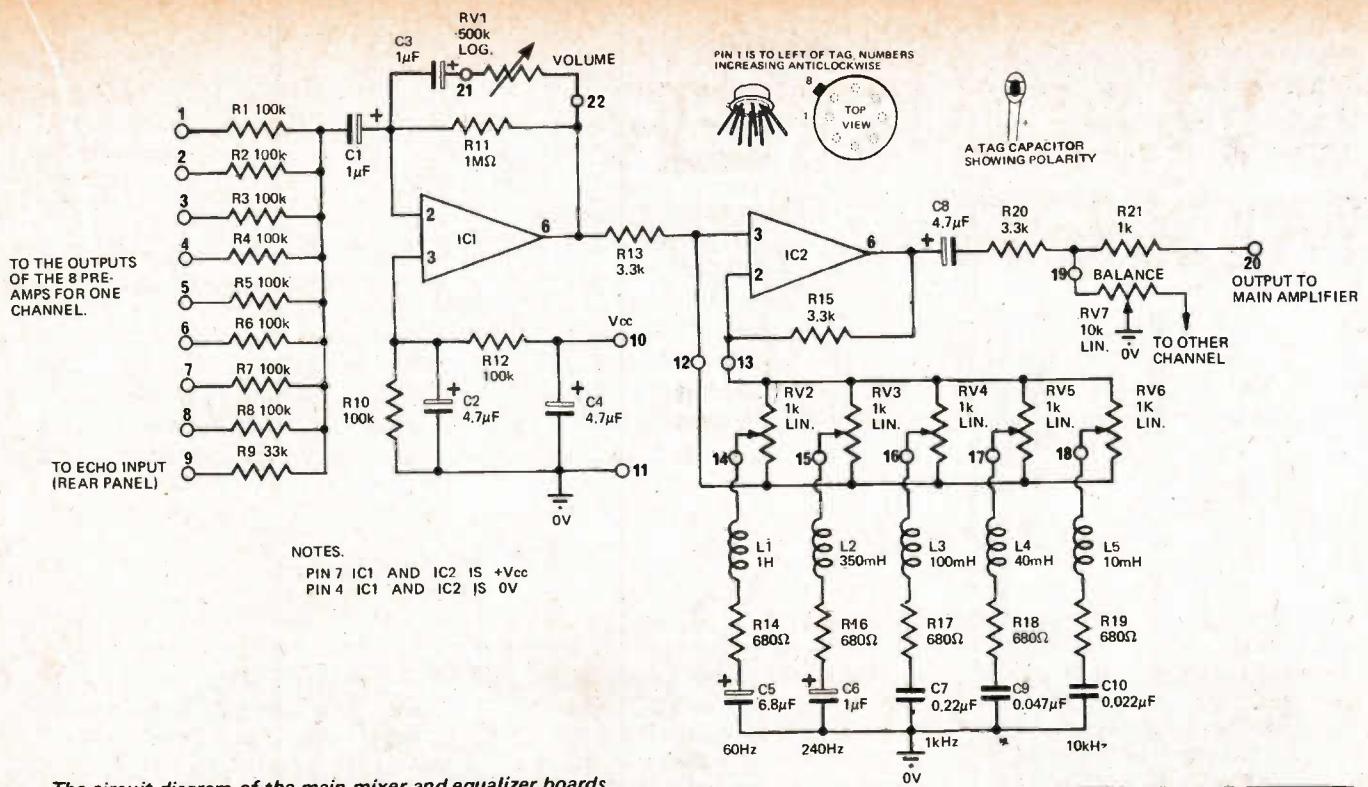 RV1
500k
LOG.
C3
1µF
+
21
VOLUME
22
PIN 1 IS TO LEFT OF TAG, NUMBERS
INCREASING ANTICLOCKWISE
8
1
TOP
VIEW
+
A TAG CAPACITOR
SHOWING POLARITY
TO THE OUTPUTS
OF THE 8 PRE-
AMPS FOR ONE
CHANNEL.
1
R1 100k
2
R2 100k
3
R3 100k
4
R4 100k
5
R5 100k
6
R6 100k
7
R7 100k
8
R8 100k
TO ECHO INPUT
(REAR PANEL)
9
R9 33k
+
C1
1µF
R11
1MΩ
2
3
IC1
6
R13
3.3k
Vcc
10
R12
100k
R10
100k
+
C2
4.7µF
+
C4
4.7µF
11
0V
3
2
IC2
6
R15
3.3k
C8
4.7µF
+
R20
3.3k
R21
1k
20
OUTPUT TO
MAIN AMPLIFIER
19
BALANCE
RV7
10k
LIN.
0V
TO OTHER
CHANNEL
12
13
RV2
1k
LIN.
RV3
1k
LIN.
RV4
1k
LIN.
RV5
1k
LIN.
RV6
1K
LIN.
14
15
16
17
18
L1
1H
L2
350mH
L3
100mH
L4
40mH
L5
10mH
R14
680Ω
R16
680Ω
R17
680Ω
R18
680Ω
R19
680Ω
+
C5
6.8µF
+
C6
1µF
C7
0.22µF
C9
0.047µF
C10
0.022µF
60Hz
240Hz
1kHz
10kHz
0V
NOTES.
PIN 7 IC1 AND IC2 IS +Vcc
PIN 4 IC1 AND IC2 IS 0V
The circuit diagram of the main mixer and equalizer boards